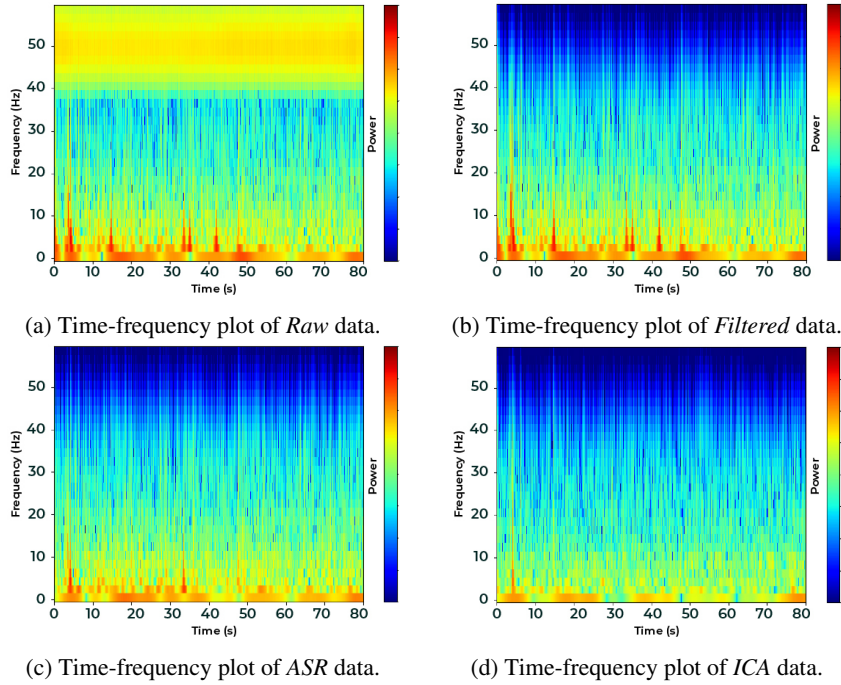 50
40
30
20
10
0
Frequency (Hz)
0 10 20 30 40 50 60 70 80
Time (s)
Power
(a) Time-frequency plot of Raw data.
50
40
30
20
10
0
Frequency (Hz)
0 10 20 30 40 50 60 70 80
Time (s)
Power
(b) Time-frequency plot of Filtered data.
50
40
30
20
10
0
Frequency (Hz)
0 10 20 30 40 50 60 70 80
Time (s)
Power
(c) Time-frequency plot of ASR data.
50
40
30
20
10
0
Frequency (Hz)
0 10 20 30 40 50 60 70 80
Time (s)
Power
(d) Time-frequency plot of ICA data.